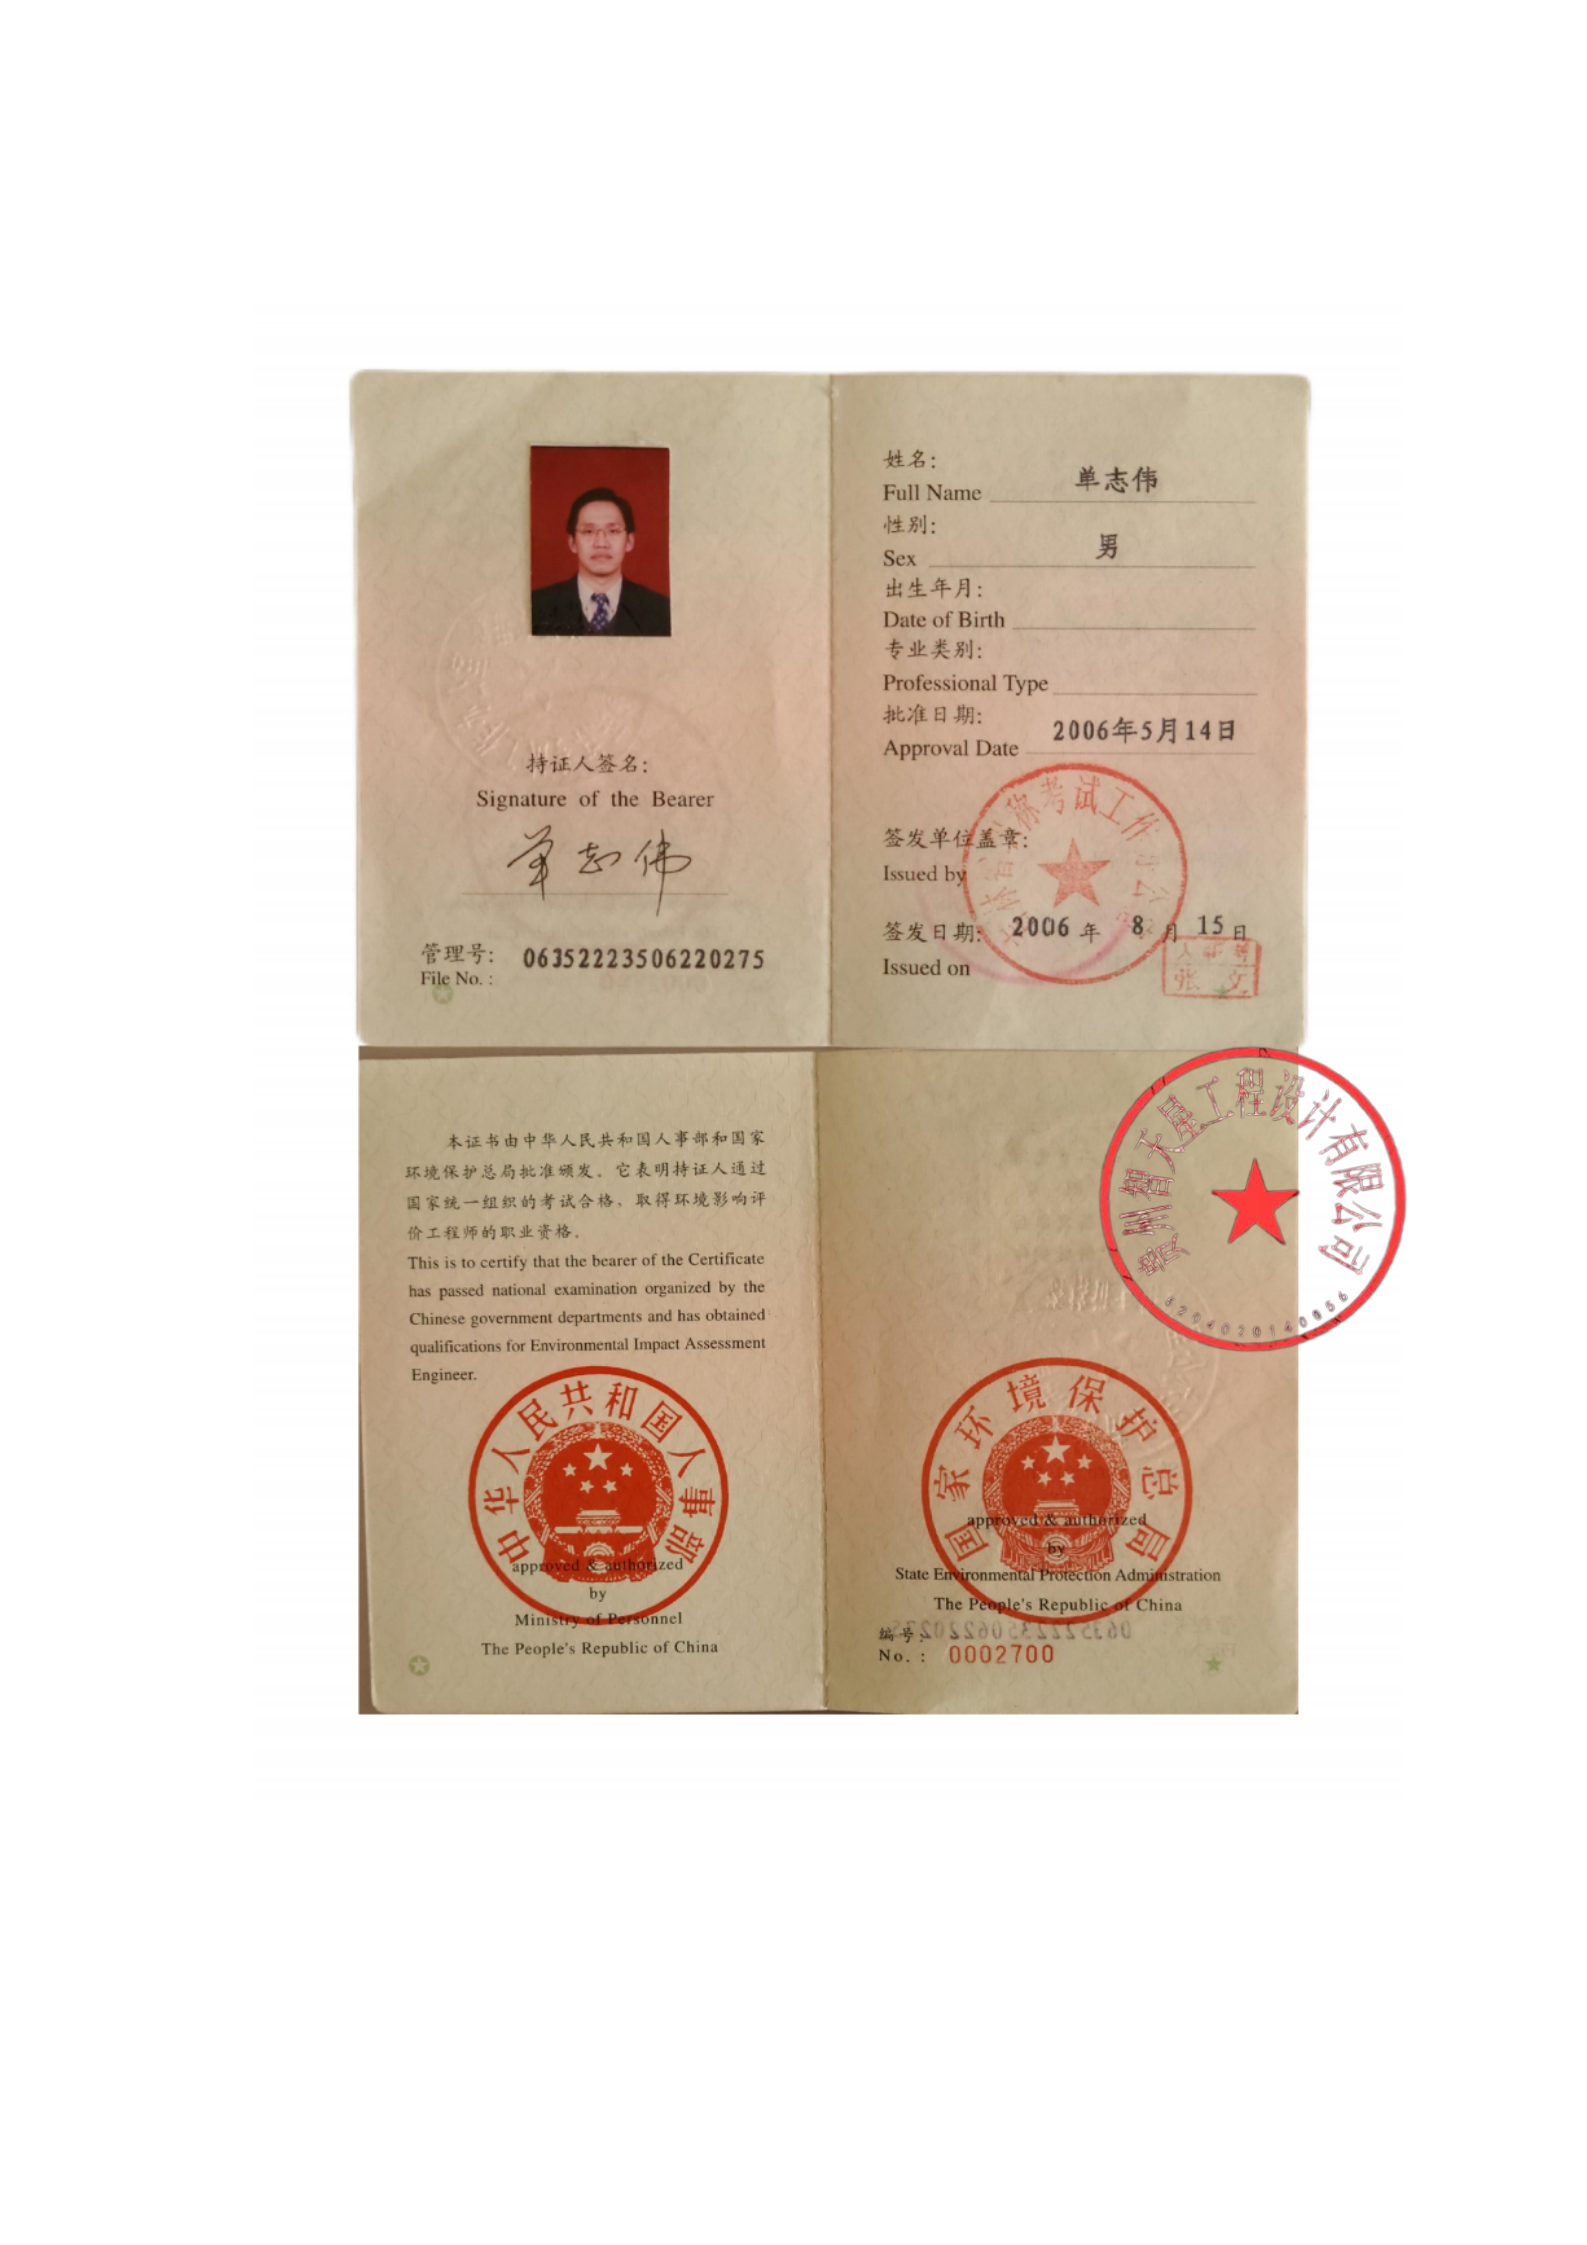 姓名：
Full Name 单志伟
性别：
Sex 男
出生年月：
Date of Birth
专业类别：
Professional Type
批准日期：
Approval Date 2006年5月14日
持证人签名：
Signature of the Bearer
单志伟
管理号：
File No. :
06352223506220275
签发单位盖章：
Issued by
称考试工作
签发日期： 2006 年 8 月 15 日
Issued on
张 文
本证书由中华人民共和国人事部和国家
环境保护总局批准颁发。它表明持证人通过
国家统一组织的考试合格，取得环境影响评
价工程师的职业资格。
This is to certify that the bearer of the Certificate
has passed national examination organized by the
Chinese government departments and has obtained
qualifications for Environmental Impact Assessment
Engineer.
中华人民共和国人事部
approved & authorized
by
Ministry of Personnel
The People's Republic of China
天星工程设计有限公司
5204020140056
国家环境保护总局
approved & authorized
by
State Environmental Protection Administration
The People's Republic of China
编号：
No. : 0002700